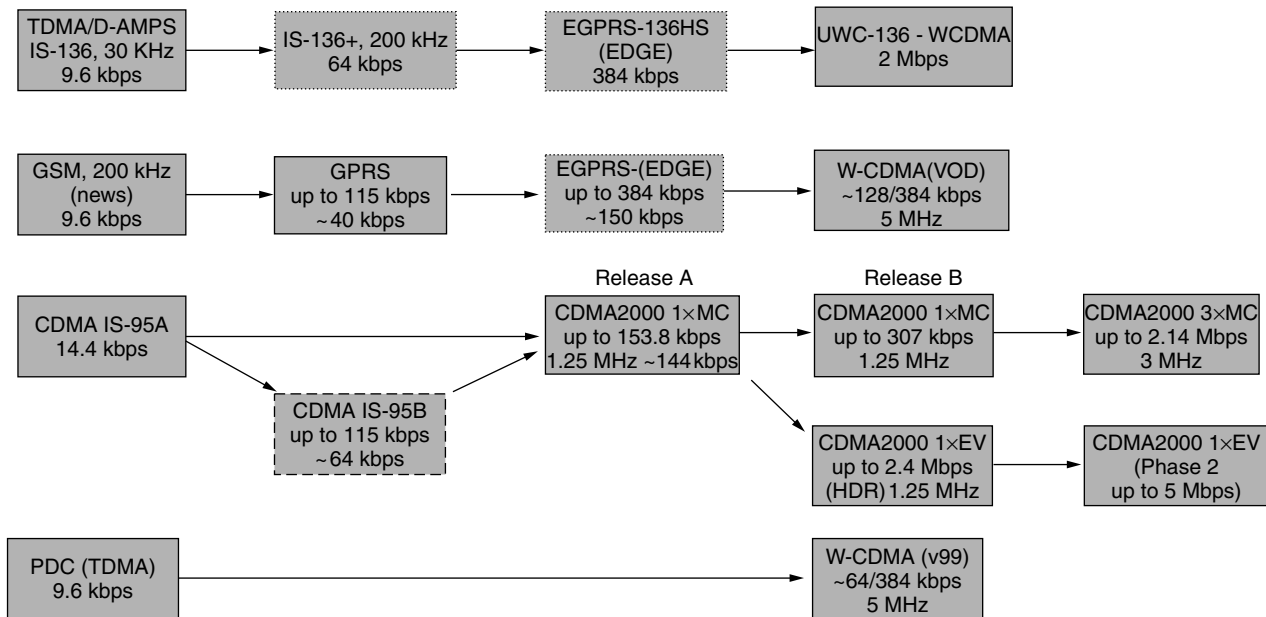 TDMA/D-AMPS
IS-136, 30 KHz
9.6 kbps
IS-136+, 200 kHz
64 kbps
EGPRS-136HS
(EDGE)
384 kbps
UWC-136 - WCDMA
2 Mbps
GSM, 200 kHz
(news)
9.6 kbps
GPRS
up to 115 kbps
~40 kbps
EGPRS-(EDGE)
up to 384 kbps
~150 kbps
W-CDMA(VOD)
~128/384 kbps
5 MHz
CDMA IS-95A
14.4 kbps
CDMA IS-95B
up to 115 kbps
~64 kbps
Release A
CDMA2000 1×MC
up to 153.8 kbps
1.25 MHz ~144kbps
Release B
CDMA2000 1×MC
up to 307 kbps
1.25 MHz
CDMA2000 3×MC
up to 2.14 Mbps
3 MHz
CDMA2000 1×EV
up to 2.4 Mbps
(HDR) 1.25 MHz
CDMA2000 1×EV
(Phase 2
up to 5 Mbps)
PDC (TDMA)
9.6 kbps
W-CDMA (v99)
~64/384 kbps
5 MHz